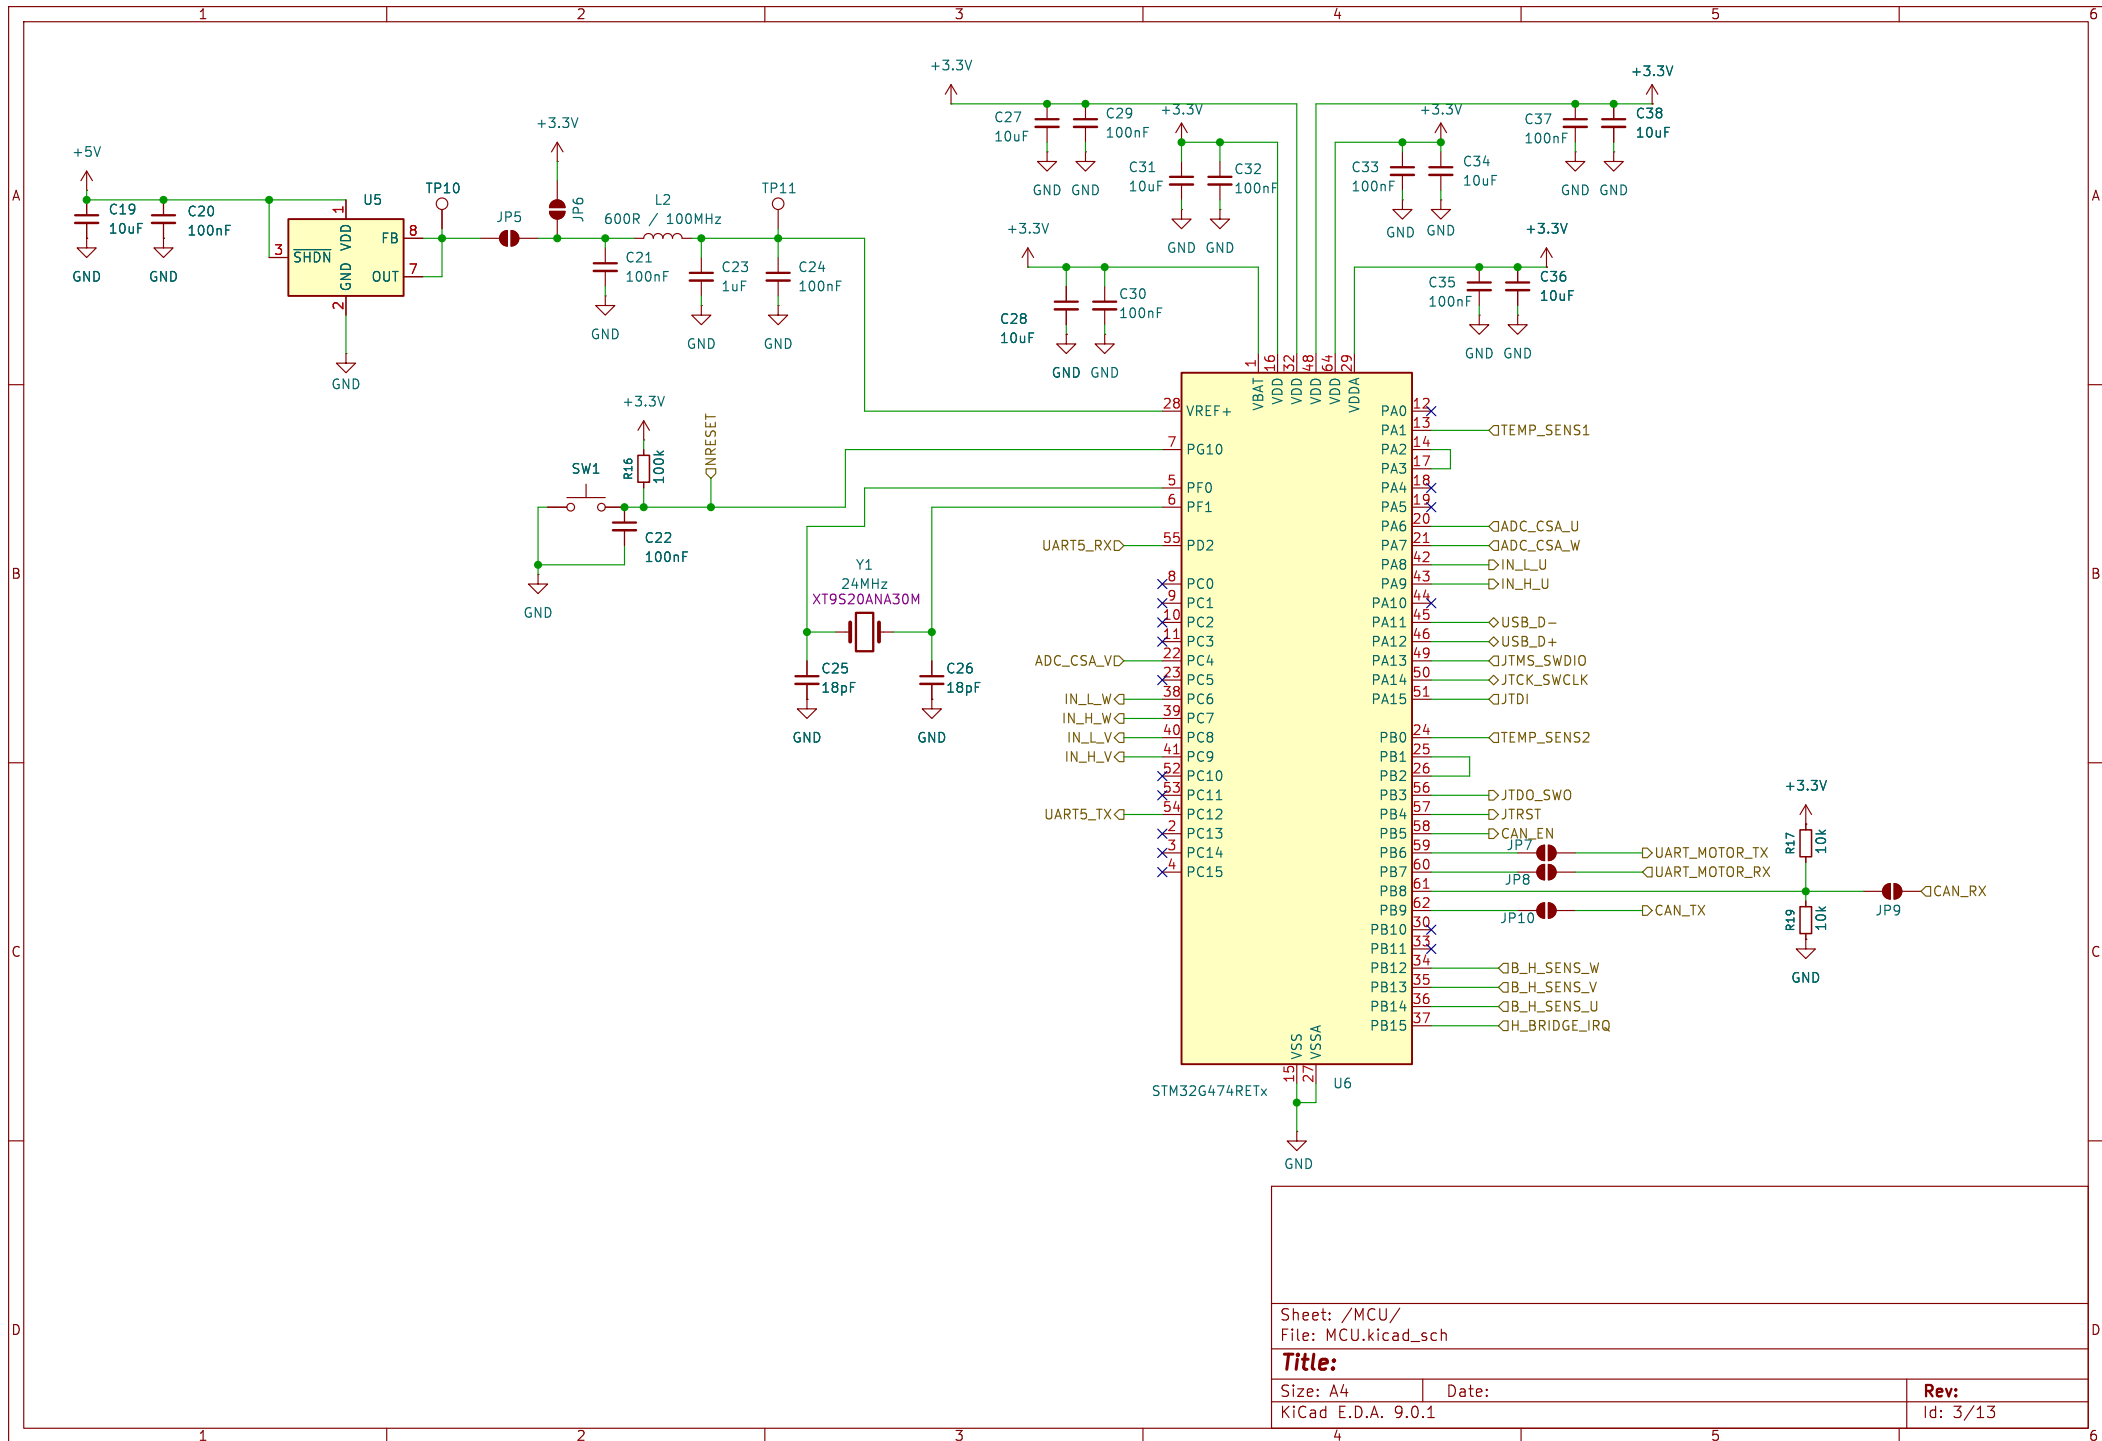 1 2 3 4 5 6
A
B
C
D
A
B
C
D
1 2 3 4 5 6
+5V
C19
10uF
GND
C20
100nF
GND
U5
1
VDD
3
SHDN
FB
8
OUT
7
GND
2
GND
TP10
JP5
+3.3V
JP6
L2
600R / 100MHz
C21
100nF
GND
C23
1uF
GND
TP11
C24
100nF
GND
+3.3V
R16
100k
NRESET
SW1
C22
100nF
GND
Y1
24MHz
XT9S20ANA30M
C25
18pF
GND
C26
18pF
GND
+3.3V
C27
10uF
GND
C29
100nF
GND
+3.3V
C31
10uF
GND
C32
100nF
GND
+3.3V
C28
10uF
GND
C30
100nF
GND
+3.3V
C33
100nF
GND
C34
10uF
GND
+3.3V
C37
100nF
GND
C38
10uF
GND
+3.3V
C35
100nF
GND
C36
10uF
GND
1 16 32 48 64 29
VBAT VDD VDD VDD VDD VDDA
28 VREF+
7 PG10
5 PF0
6 PF1
UART5_RX 55 PD2
8 PC0
9 PC1
10 PC2
11 PC3
ADC_CSA_V 22 PC4
23 PC5
IN_L_W 38 PC6
IN_H_W 39 PC7
IN_L_V 40 PC8
IN_H_V 41 PC9
52 PC10
53 PC11
UART5_TX 54 PC12
2 PC13
3 PC14
4 PC15
PA0 12
PA1 13 TEMP_SENS1
PA2 14
PA3 17
PA4 18
PA5 19
PA6 20 ADC_CSA_U
PA7 21 ADC_CSA_W
PA8 42 IN_L_U
PA9 43 IN_H_U
PA10 44
PA11 45 USB_D-
PA12 46 USB_D+
PA13 49 JTMS_SWDIO
PA14 50 JTCK_SWCLK
PA15 51 JTDI
PB0 24 TEMP_SENS2
PB1 25
PB2 26
PB3 56 JTDO_SWO
PB4 57 JTRST
PB5 58 CAN_EN
PB6 59 JP7 UART_MOTOR_TX
PB7 60 JP8 UART_MOTOR_RX
PB8 61 JP9 CAN_RX
PB9 62 JP10 CAN_TX
PB10 30
PB11 33
PB12 34 B_H_SENS_W
PB13 35 B_H_SENS_V
PB14 36 B_H_SENS_U
PB15 37 H_BRIDGE_IRQ
+3.3V
R17
10k
R19
10k
GND
VSS VSSA
15 27
STM32G474RETx
U6
GND
Sheet: /MCU/
File: MCU.kicad_sch
Title:
Size: A4 Date: Rev:
KiCad E.D.A. 9.0.1 Id: 3/13